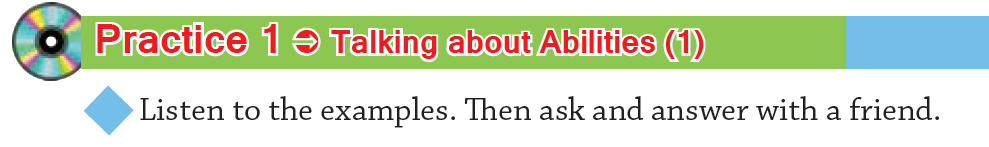 Practice 1 ➲ Talking about Abilities (1)
Listen to the examples. Then ask and answer with a friend.